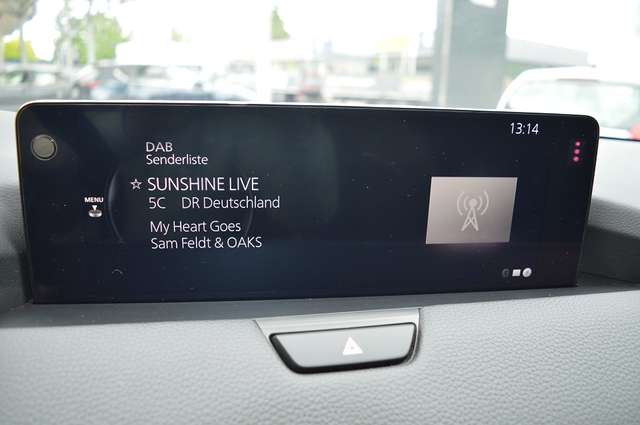 13:14
DAB
Senderliste
SUNSHINE LIVE
5C DR Deutschland
MENU
My Heart Goes
Sam Feldt & OAKS